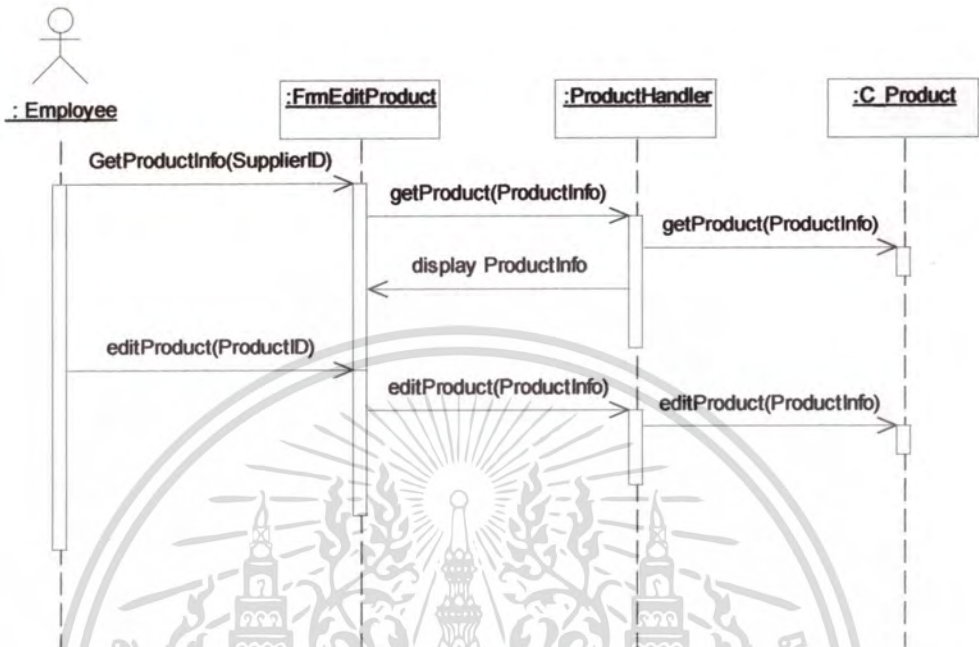 : Employee
:FrmEditProduct
:ProductHandler
:C_Product
GetProductInfo(SupplierID)
getProduct(ProductInfo)
getProduct(ProductInfo)
display ProductInfo
editProduct(ProductID)
editProduct(ProductInfo)
editProduct(ProductInfo)